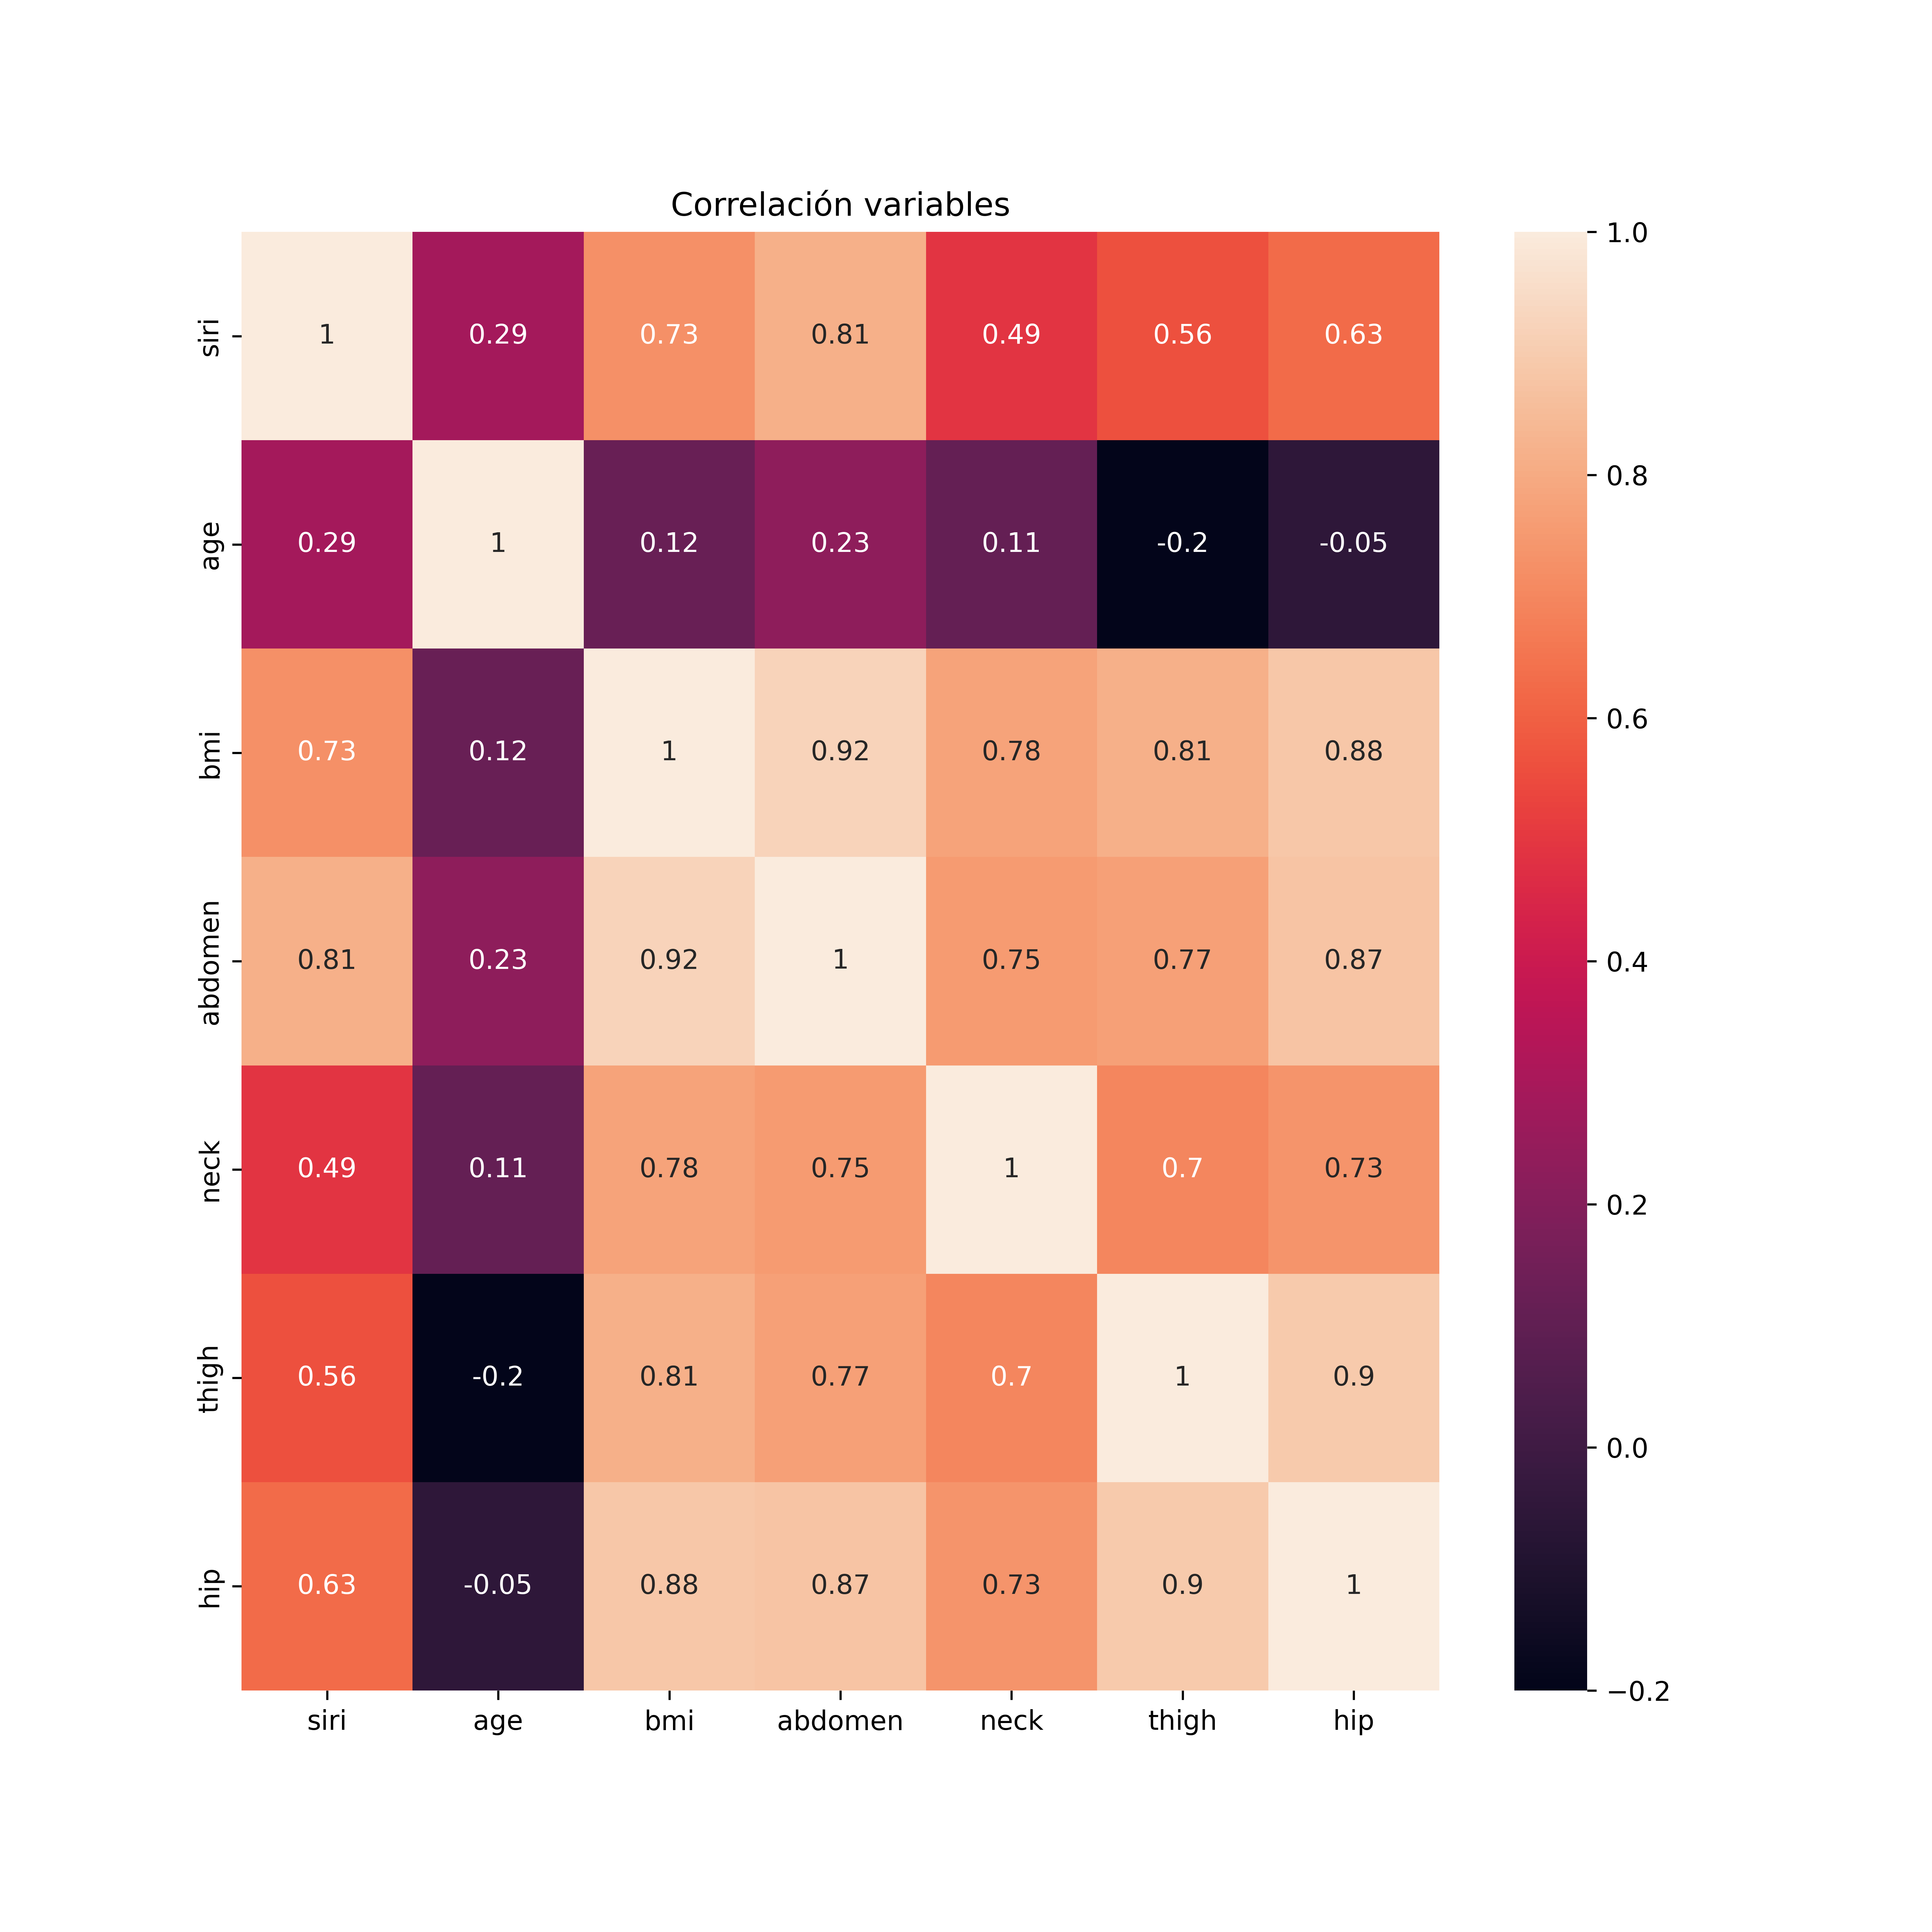 Correlación variables
siri 1 0.29 0.73 0.81 0.49 0.56 0.63
age 0.29 1 0.12 0.23 0.11 -0.2 -0.05
bmi 0.73 0.12 1 0.92 0.78 0.81 0.88
abdomen 0.81 0.23 0.92 1 0.75 0.77 0.87
neck 0.49 0.11 0.78 0.75 1 0.7 0.73
thigh 0.56 -0.2 0.81 0.77 0.7 1 0.9
hip 0.63 -0.05 0.88 0.87 0.73 0.9 1
siri age bmi abdomen neck thigh hip
1.0
0.8
0.6
0.4
0.2
0.0
−0.2